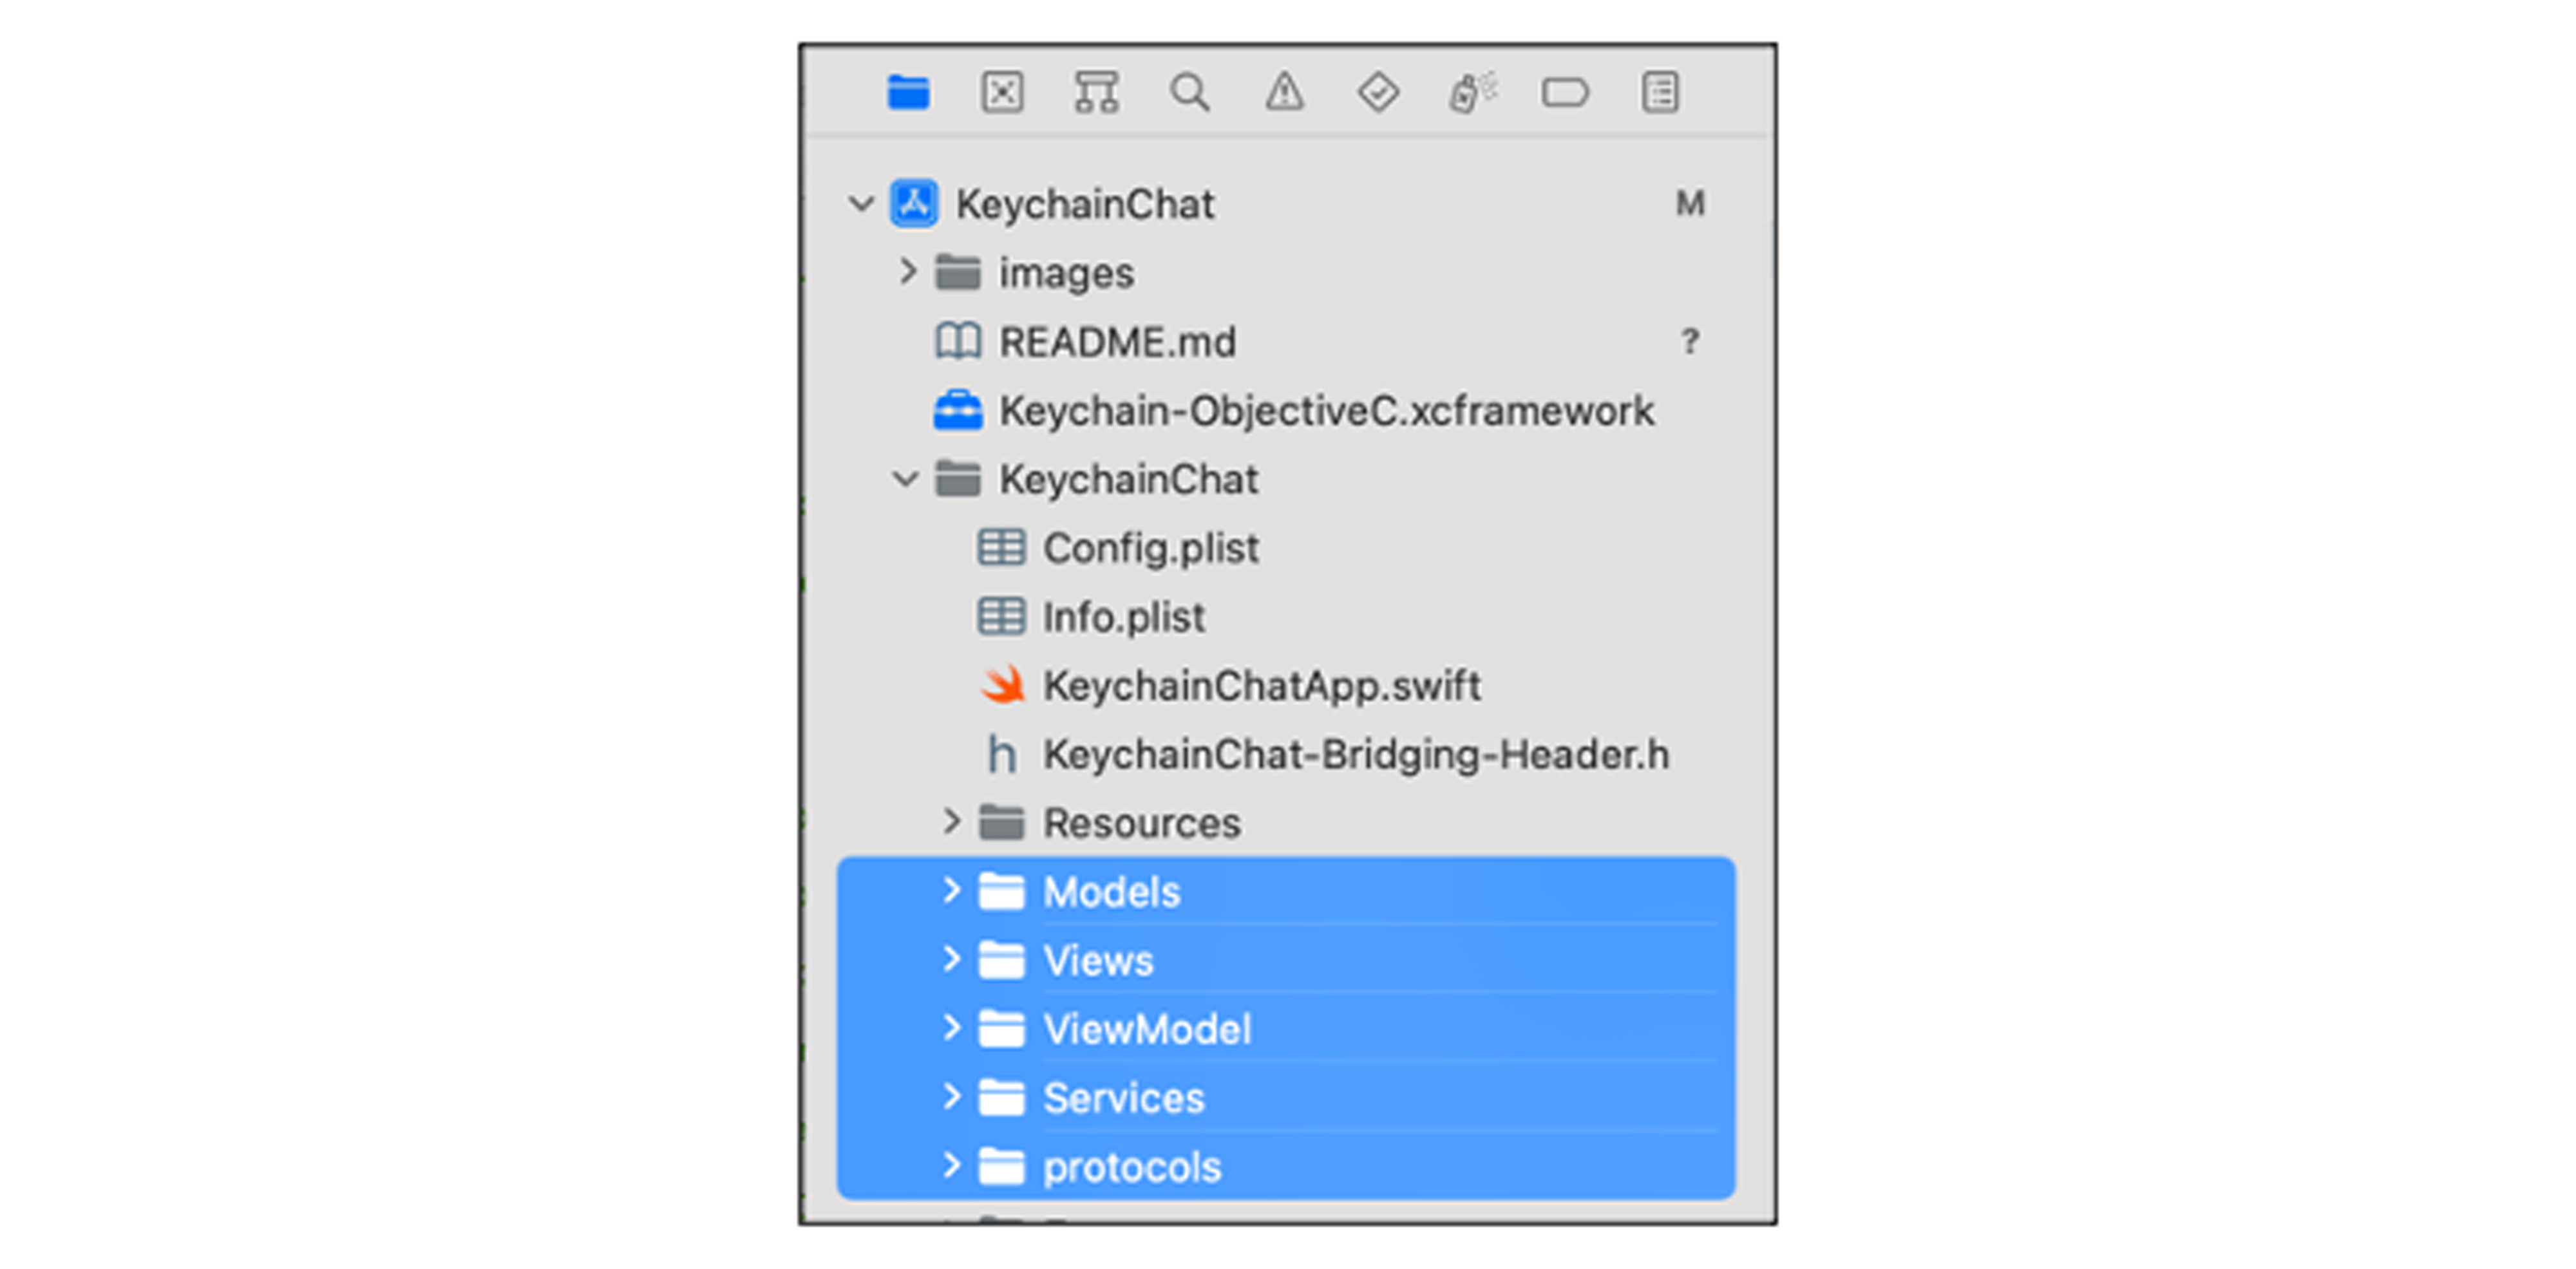 KeychainChat M
images
README.md ?
Keychain-ObjectiveC.xcframework
KeychainChat
Config.plist
Info.plist
KeychainChatApp.swift
h KeychainChat-Bridging-Header.h
Resources
Models
Views
ViewModel
Services
protocols